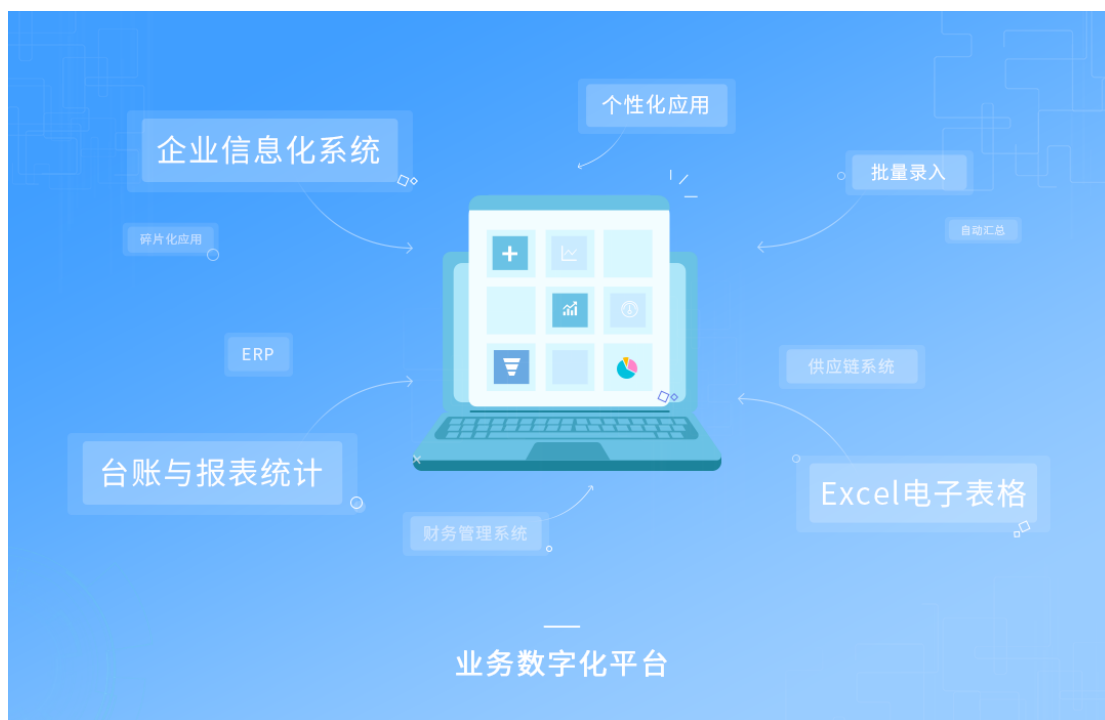 个性化应用
企业信息化系统
批量录入
自动汇总
碎片化应用
ERP
供应链系统
台账与报表统计
Excel电子表格
财务管理系统
业务数字化平台